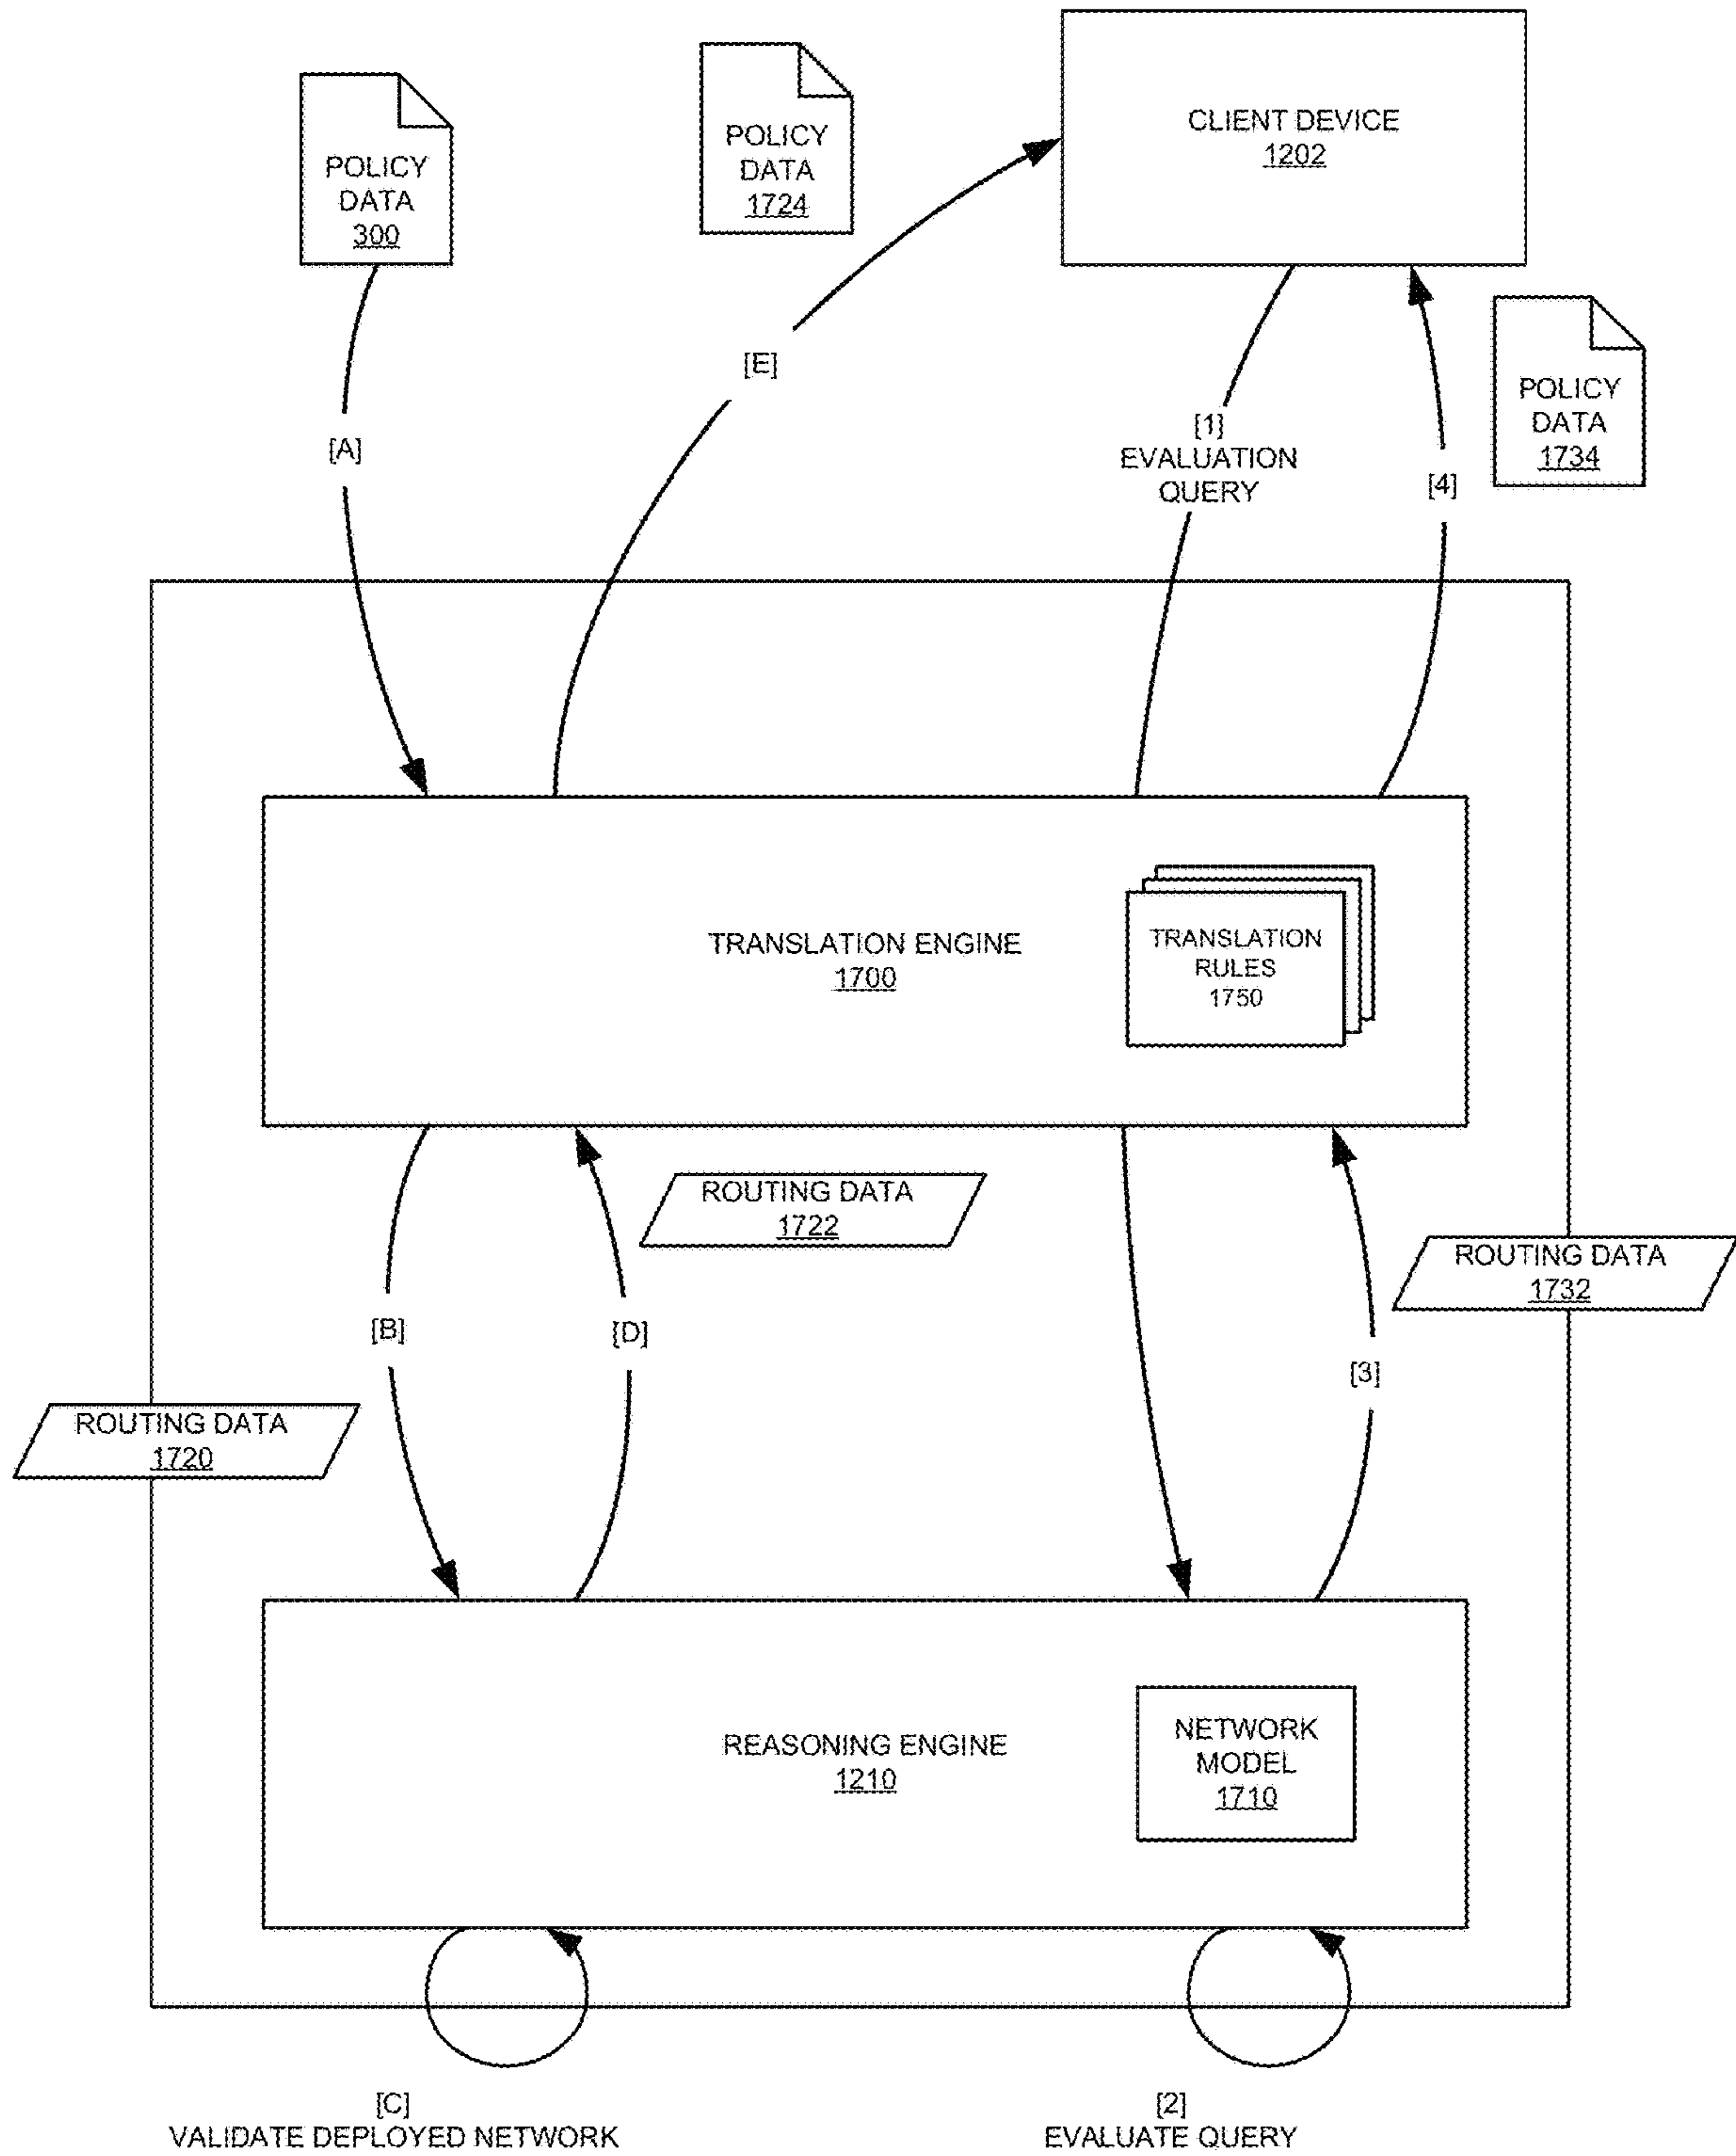 POLICY
DATA
1724
CLIENT DEVICE
1202
POLICY
DATA
300
[E]
POLICY
DATA
1734
[A]
[1]
EVALUATION
QUERY
[4]
TRANSLATION ENGINE
1700
TRANSLATION
RULES
1750
ROUTING DATA
1722
ROUTING DATA
1732
[B]
[D]
[3]
ROUTING DATA
1720
REASONING ENGINE
1210
NETWORK
MODEL
1710
[C]
VALIDATE DEPLOYED NETWORK
[2]
EVALUATE QUERY